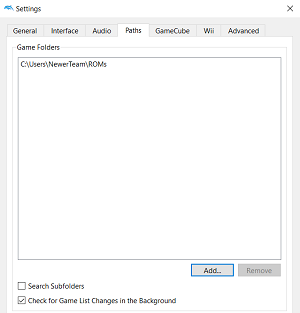 Settings
General Interface Audio Paths GameCube Wii Advanced
Game Folders
C:\Users\NewerTeam\ROMs
Add... Remove
Search Subfolders
Check for Game List Changes in the Background